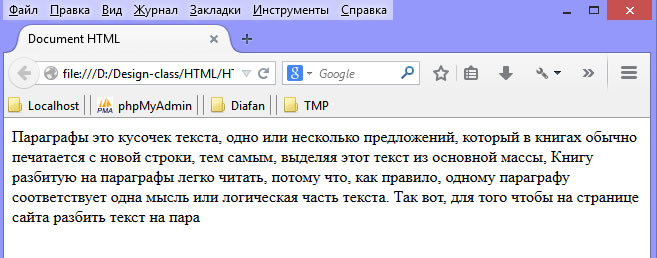 Файл Правка Вид Журнал Закладки Инструменты Справка
Document HTML
file:///D:/Design-class/HTML/HT Google
Localhost phpMyAdmin Diafan TMP
Параграфы это кусочек текста, одно или несколько предложений, который в книгах обычно
печатается с новой строки, тем самым, выделяя этот текст из основной массы, Книгу
разбитую на параграфы легко читать, потому что, как правило, одному параграфу
соответствует одна мысль или логическая часть текста. Так вот, для того чтобы на странице
сайта разбить текст на пара